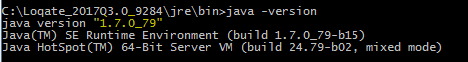 C:\Loqate_2017Q3.0_9284\jre\bin>java -version
java version "1.7.0_79"
Java(TM) SE Runtime Environment (build 1.7.0_79-b15)
Java HotSpot(TM) 64-Bit Server VM (build 24.79-b02, mixed mode)